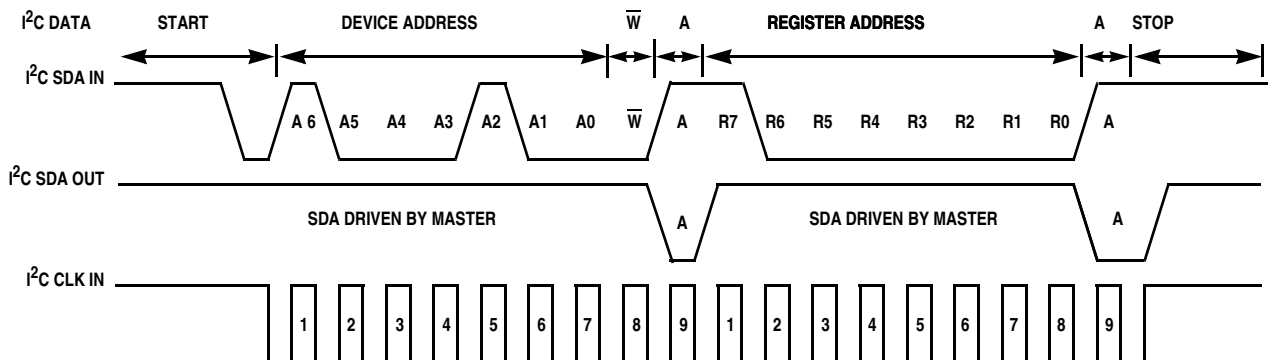 I²C DATA START DEVICE ADDRESS W̅ A REGISTER ADDRESS A STOP
I²C SDA IN
A 6 A5 A4 A3 A2 A1 A0 W̅ A R7 R6 R5 R4 R3 R2 R1 R0 A
I²C SDA OUT
SDA DRIVEN BY MASTER A SDA DRIVEN BY MASTER A
I²C CLK IN
1 2 3 4 5 6 7 8 9 1 2 3 4 5 6 7 8 9